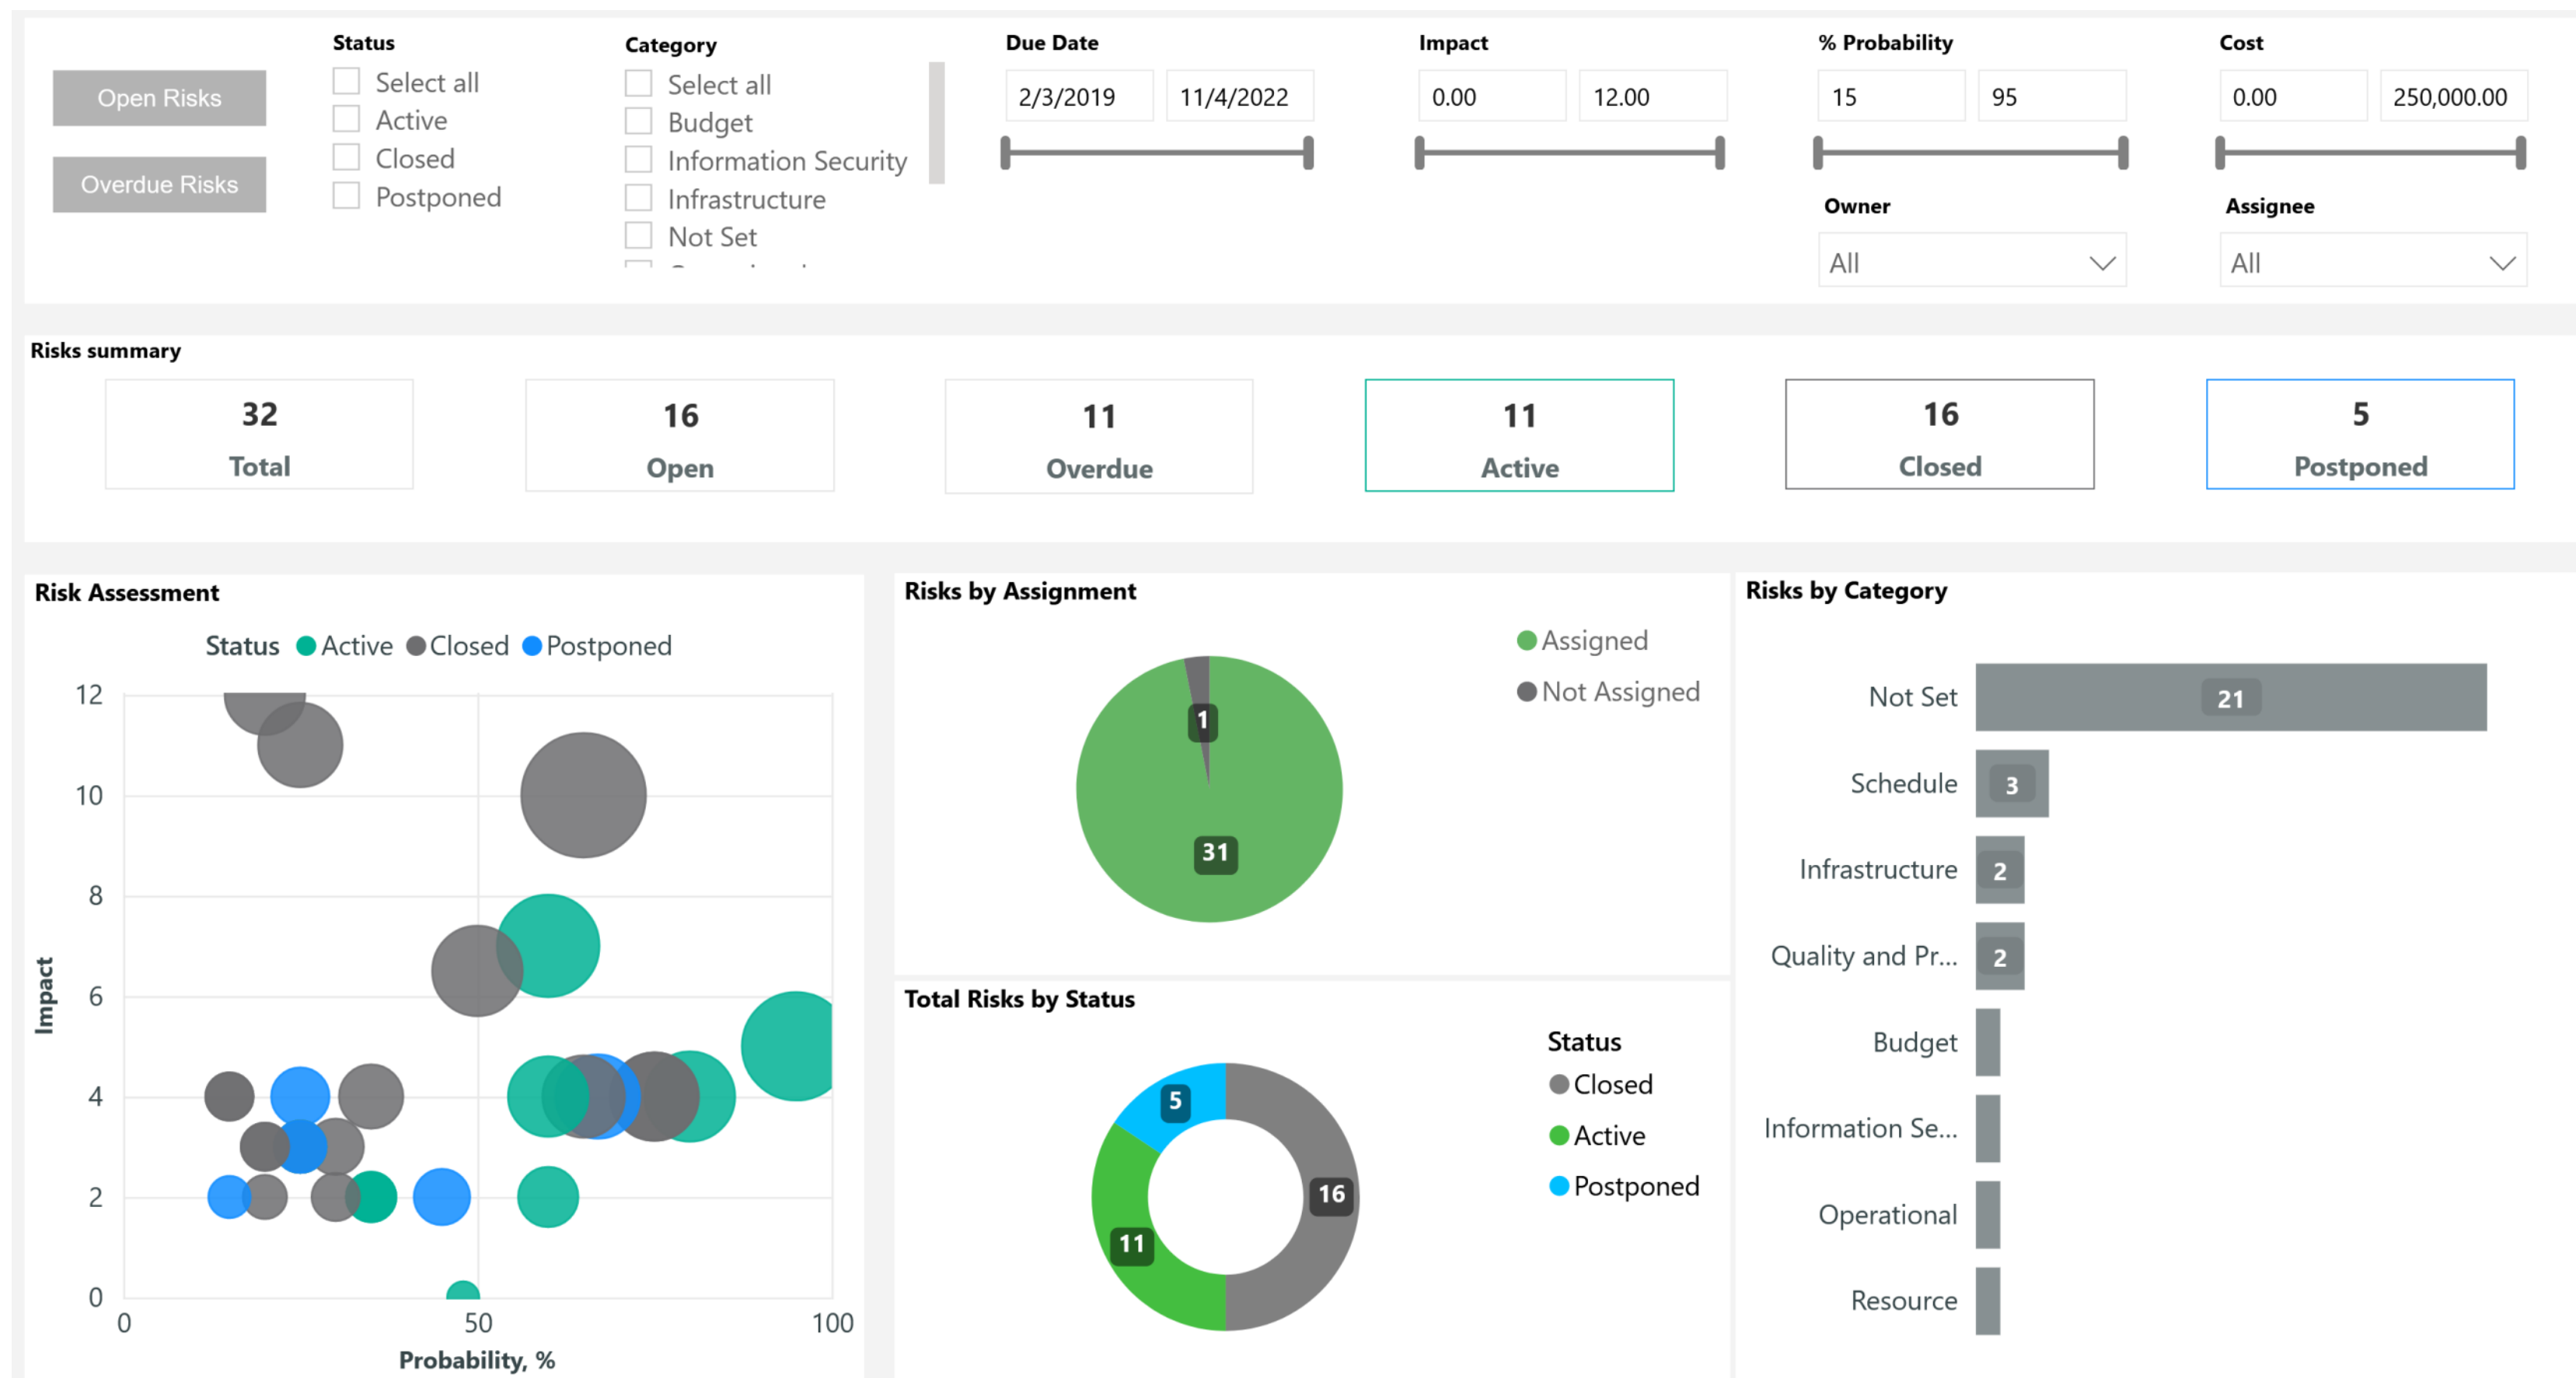 Open Risks
Overdue Risks
Status
Select all
Active
Closed
Postponed
Category
Select all
Budget
Information Security
Infrastructure
Not Set
Due Date
2/3/2019
11/4/2022
Impact
0.00
12.00
% Probability
15
95
Cost
0.00
250,000.00
Owner
All
Assignee
All
Risks summary
32
Total
16
Open
11
Overdue
11
Active
16
Closed
5
Postponed
Risk Assessment
Status Active Closed Postponed
12
10
8
6
4
2
0
Impact
0 50 100
Probability, %
Risks by Assignment
Assigned
Not Assigned
1
31
Total Risks by Status
Status
Closed
Active
Postponed
5
16
11
Risks by Category
Not Set 21
Schedule 3
Infrastructure 2
Quality and Pr... 2
Budget
Information Se...
Operational
Resource